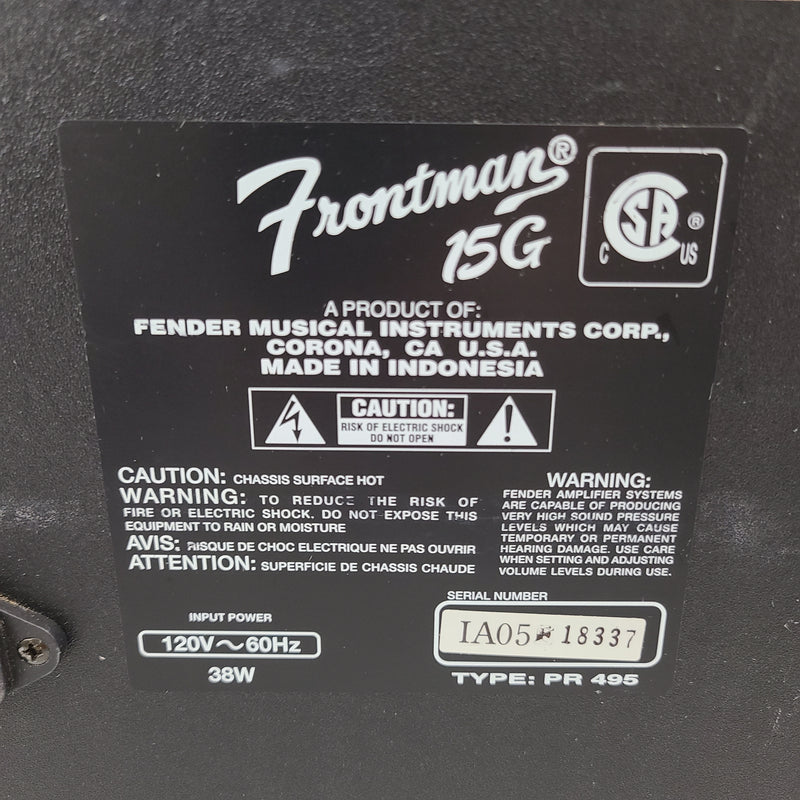 Frontman®
15G
CSA®
C US
A PRODUCT OF:
FENDER MUSICAL INSTRUMENTS CORP.,
CORONA, CA U.S.A.
MADE IN INDONESIA
CAUTION:
RISK OF ELECTRIC SHOCK
DO NOT OPEN
!
CAUTION: CHASSIS SURFACE HOT
WARNING: TO REDUCE THE RISK OF
FIRE OR ELECTRIC SHOCK. DO NOT EXPOSE THIS
EQUIPMENT TO RAIN OR MOISTURE
AVIS: RISQUE DE CHOC ELECTRIQUE NE PAS OUVRIR
ATTENTION: SUPERFICIE DE CHASSIS CHAUDE
WARNING:
FENDER AMPLIFIER SYSTEMS
ARE CAPABLE OF PRODUCING
VERY HIGH SOUND PRESSURE
LEVELS WHICH MAY CAUSE
TEMPORARY OR PERMANENT
HEARING DAMAGE. USE CARE
WHEN SETTING AND ADJUSTING
VOLUME LEVELS DURING USE.
INPUT POWER
120V~60Hz
38W
SERIAL NUMBER
IA05 18337
TYPE: PR 495